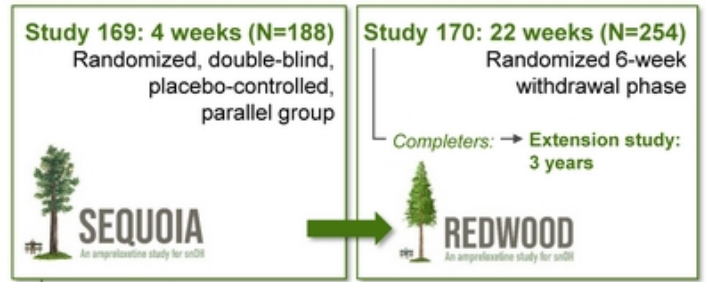 Study 169: 4 weeks (N=188)
Randomized, double-blind,
placebo-controlled,
parallel group
SEQUOIA
An ampreloxetine study for snOH
Study 170: 22 weeks (N=254)
Randomized 6-week
withdrawal phase
Completers: → Extension study:
3 years
REDWOOD
An ampreloxetine study for snOH